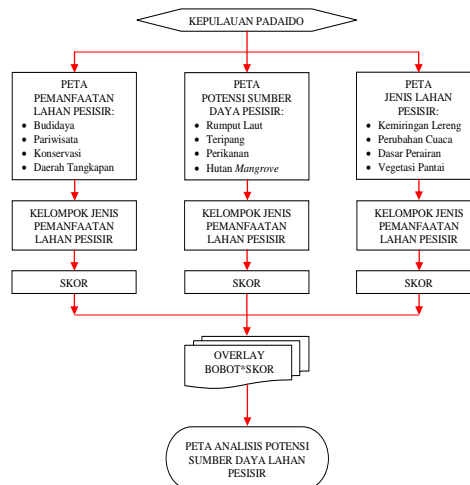 KEPULAUAN PADAIDO
PETA
PEMANFAATAN
LAHAN PESISIR:
• Budidaya
• Pariwisata
• Konservasi
• Daerah Tangkapan
PETA
POTENSI SUMBER
DAYA PESISIR:
• Rumput Laut
• Teripang
• Perikanan
• Hutan Mangrove
PETA
JENIS LAHAN
PESISIR:
• Kemiringan Lereng
• Perubahan Cuaca
• Dasar Perairan
• Vegetasi Pantai
KELOMPOK JENIS
PEMANFAATAN
LAHAN PESISIR
KELOMPOK JENIS
PEMANFAATAN
LAHAN PESISIR
KELOMPOK JENIS
PEMANFAATAN
LAHAN PESISIR
SKOR
SKOR
SKOR
OVERLAY
BOBOT*SKOR
PETA ANALISIS POTENSI
SUMBER DAYA LAHAN
PESISIR